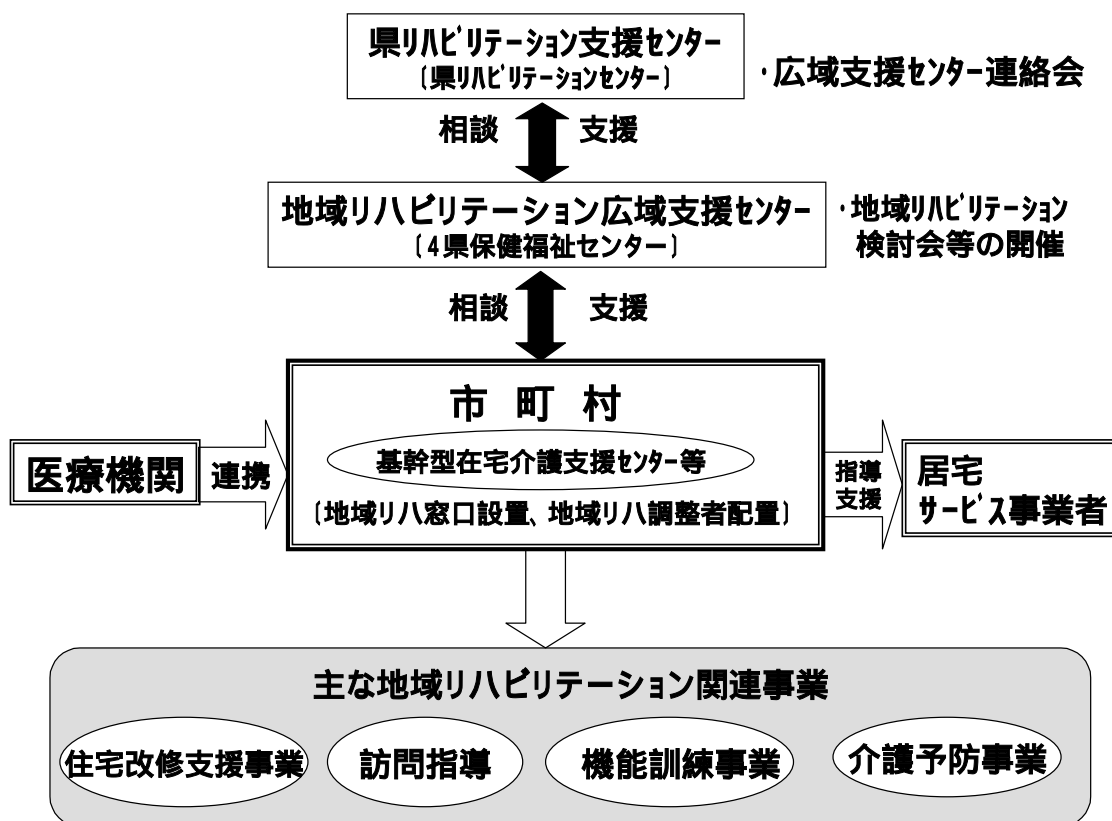 県ﾘﾊﾋﾞﾘﾃｰｼｮﾝ支援ｾﾝﾀｰ
〔県ﾘﾊﾋﾞﾘﾃｰｼｮﾝｾﾝﾀｰ〕
・広域支援ｾﾝﾀｰ連絡会
相談 支援
地域リハビリテーション広域支援ｾﾝﾀｰ
〔4県保健福祉センター〕
・地域ﾘﾊﾋﾞﾘﾃｰｼｮﾝ
検討会等の開催
相談 支援
市町村
基幹型在宅介護支援ｾﾝﾀｰ等
〔地域リハ窓口設置、地域リハ調整者配置〕
医療機関
連携
指導
支援
居宅
ｻｰﾋﾞｽ事業者
主な地域リハビリテーション関連事業
住宅改修支援事業 訪問指導 機能訓練事業 介護予防事業